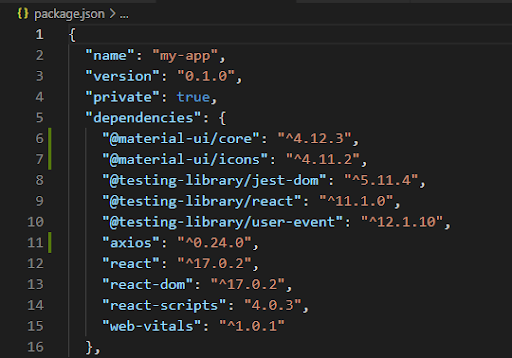 {} package.json > ...
1 {
2 "name": "my-app",
3 "version": "0.1.0",
4 "private": true,
5 "dependencies": {
6 "@material-ui/core": "^4.12.3",
7 "@material-ui/icons": "^4.11.2",
8 "@testing-library/jest-dom": "^5.11.4",
9 "@testing-library/react": "^11.1.0",
10 "@testing-library/user-event": "^12.1.10",
11 "axios": "^0.24.0",
12 "react": "^17.0.2",
13 "react-dom": "^17.0.2",
14 "react-scripts": "4.0.3",
15 "web-vitals": "^1.0.1"
16 },